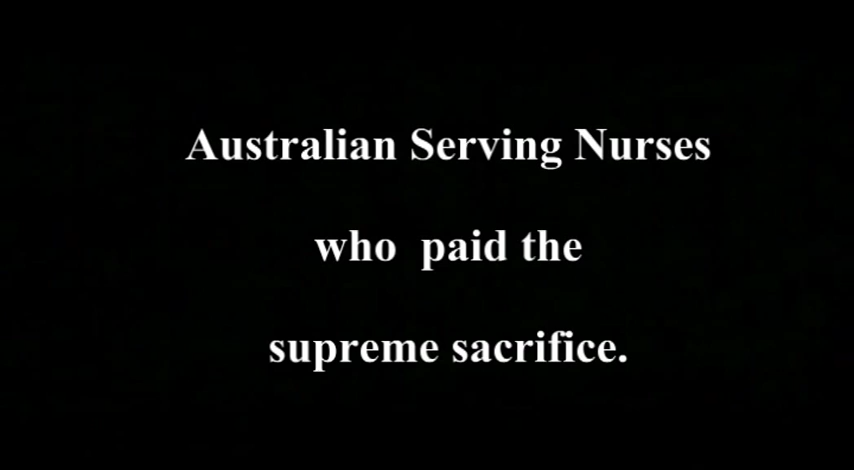 Australian Serving Nurses
who  paid the
supreme sacrifice.